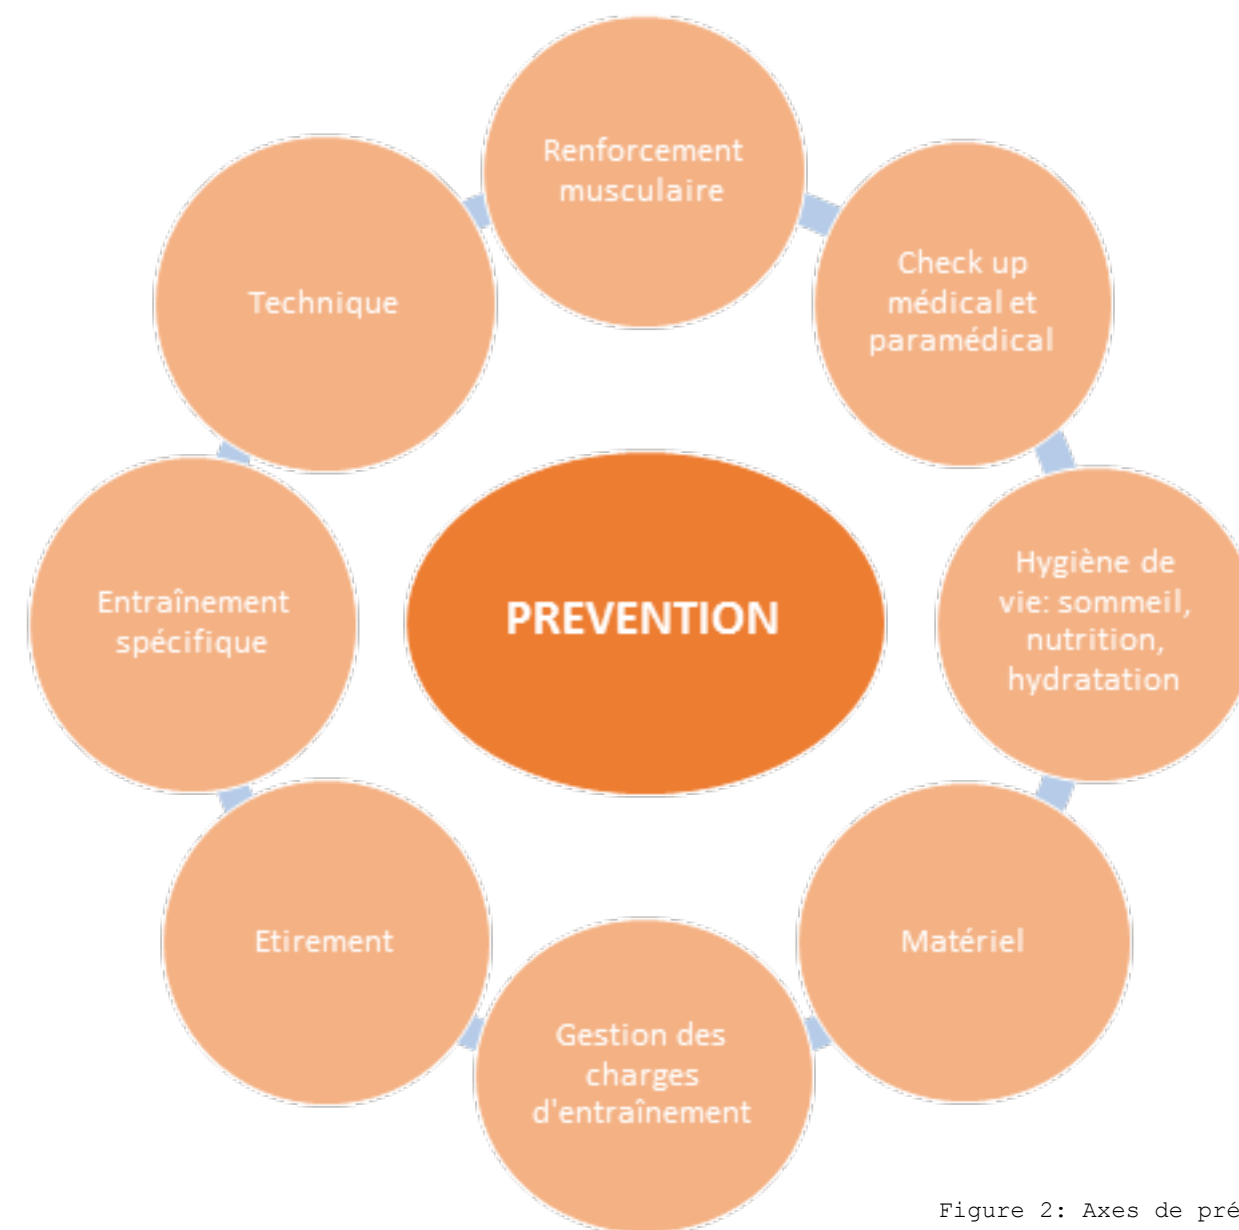 Renforcement
musculaire
Check up
médical et
paramédical
Technique
Hygiène de
vie: sommeil,
nutrition,
hydratation
PREVENTION
Entraînement
spécifique
Matériel
Etirement
Gestion des
charges
d'entraînement
Figure 2: Axes de pré